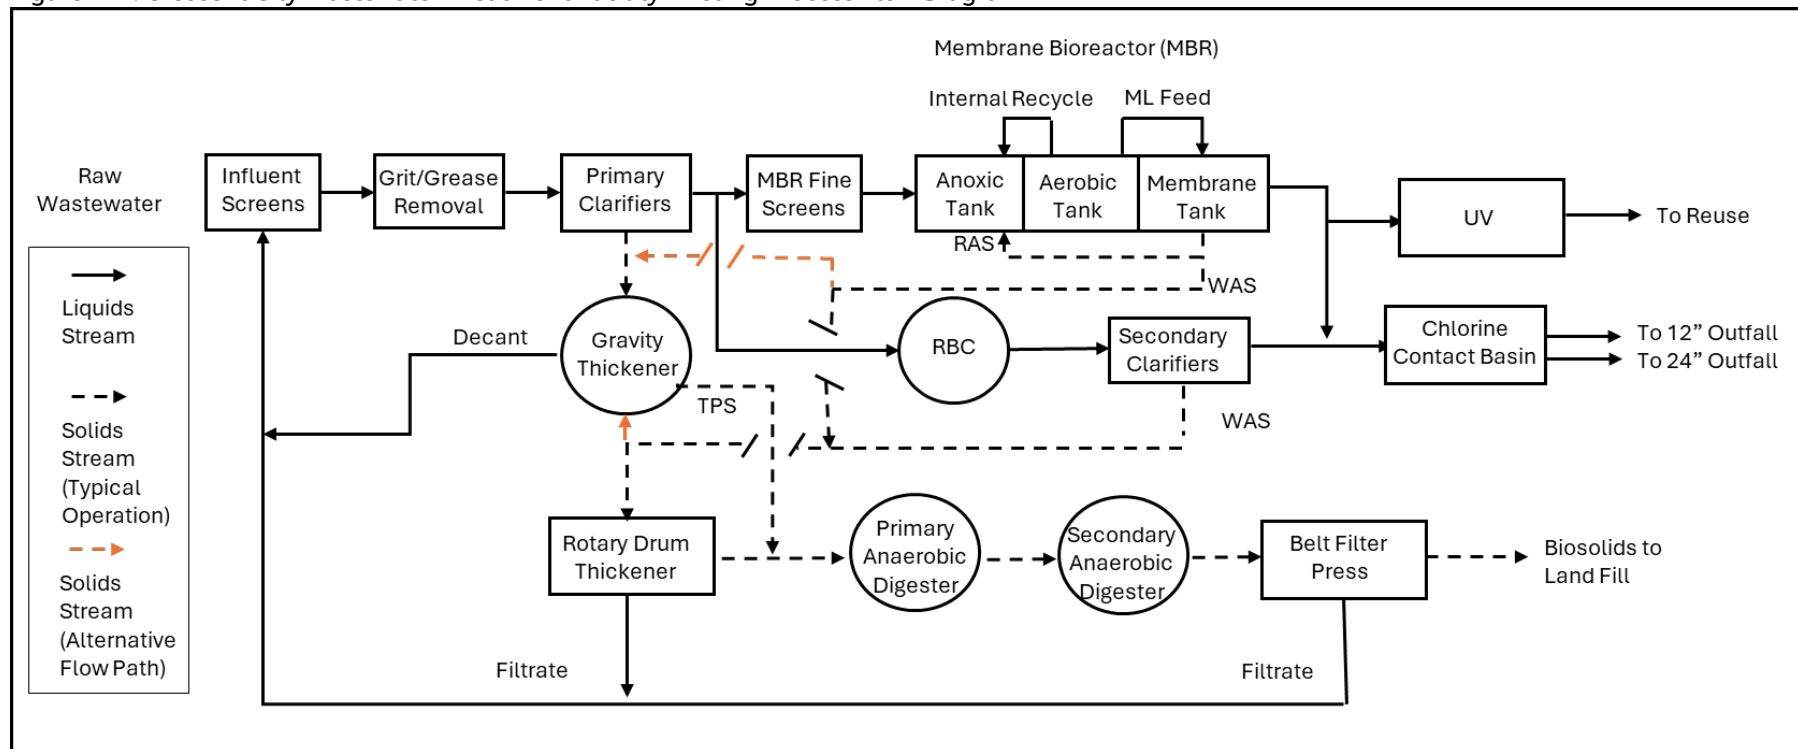 Membrane Bioreactor (MBR)
Internal Recycle
ML Feed
Raw
Wastewater
Influent
Screens
Grit/Grease
Removal
Primary
Clarifiers
MBR Fine
Screens
Anoxic
Tank
Aerobic
Tank
Membrane
Tank
UV
To Reuse
RAS
WAS
Liquids
Stream
Solids
Stream
(Typical
Operation)
Solids
Stream
(Alternative
Flow Path)
Decant
Gravity
Thickener
TPS
RBC
Secondary
Clarifiers
WAS
Chlorine
Contact Basin
To 12” Outfall
To 24” Outfall
Rotary Drum
Thickener
Primary
Anaerobic
Digester
Secondary
Anaerobic
Digester
Belt Filter
Press
Biosolids to
Land Fill
Filtrate
Filtrate